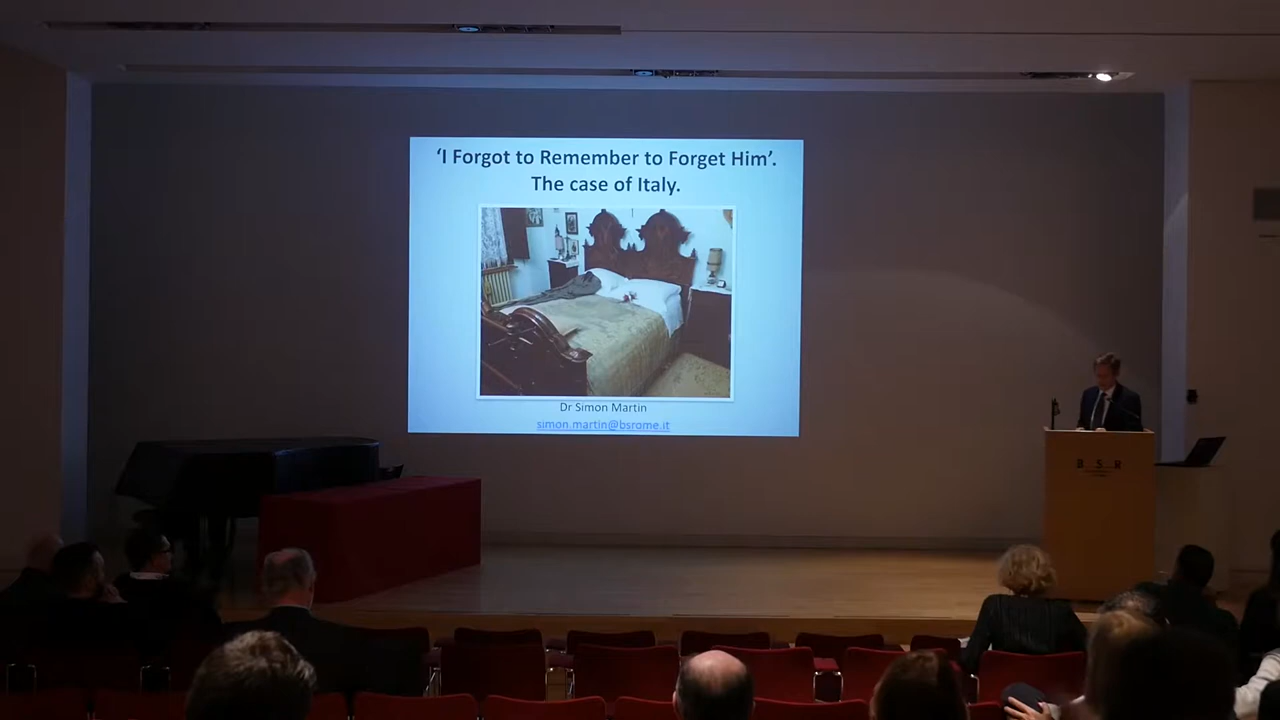 ‘I Forgot to Remember to Forget Him’.
The case of Italy.
Dr Simon Martin
simon.martin@bsrome.it
B S R